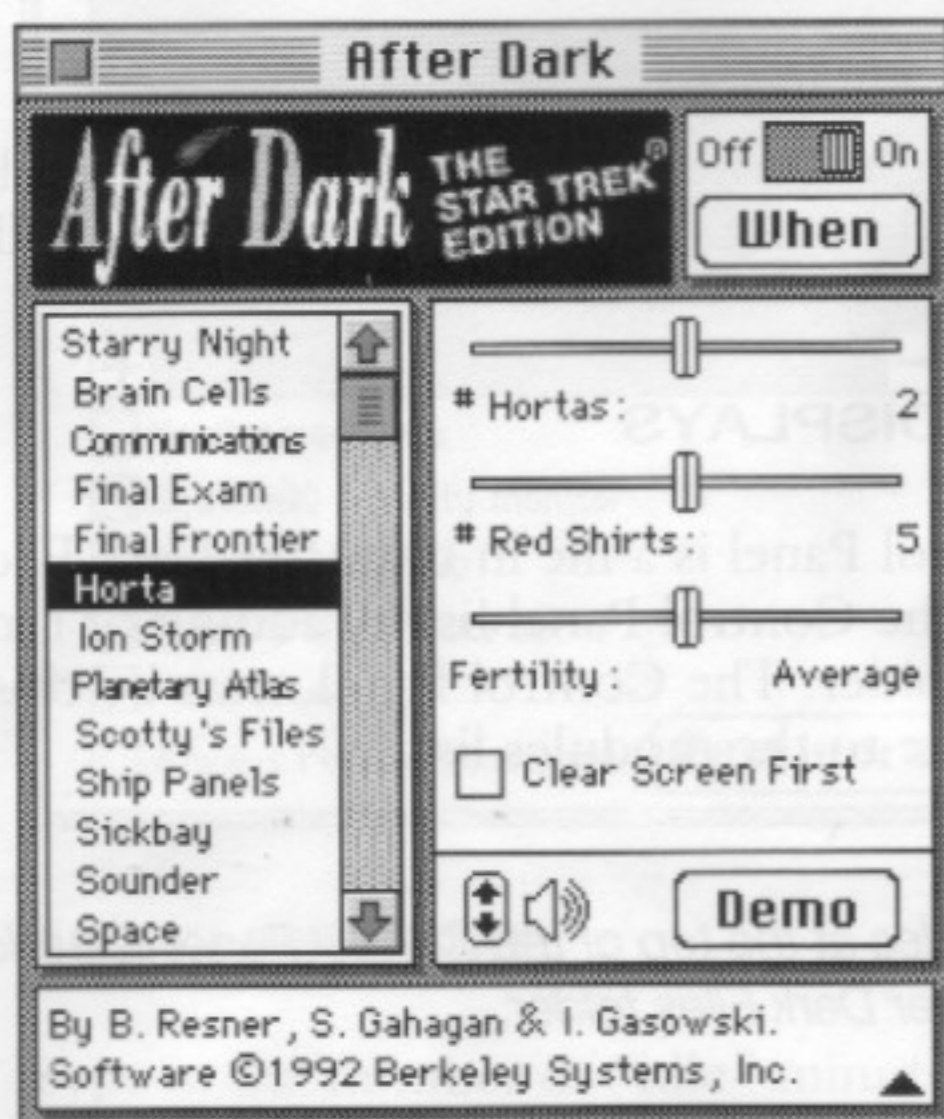 After Dark
After Dark THE STAR TREK® EDITION
Off On
When
Starry Night
Brain Cells
Communications
Final Exam
Final Frontier
Horta
Ion Storm
Planetary Atlas
Scotty's Files
Ship Panels
Sickbay
Sounder
Space
# Hortas: 2
# Red Shirts: 5
Fertility: Average
Clear Screen First
Demo
By B. Resner, S. Gahagan & I. Gasowski.
Software ©1992 Berkeley Systems, Inc.